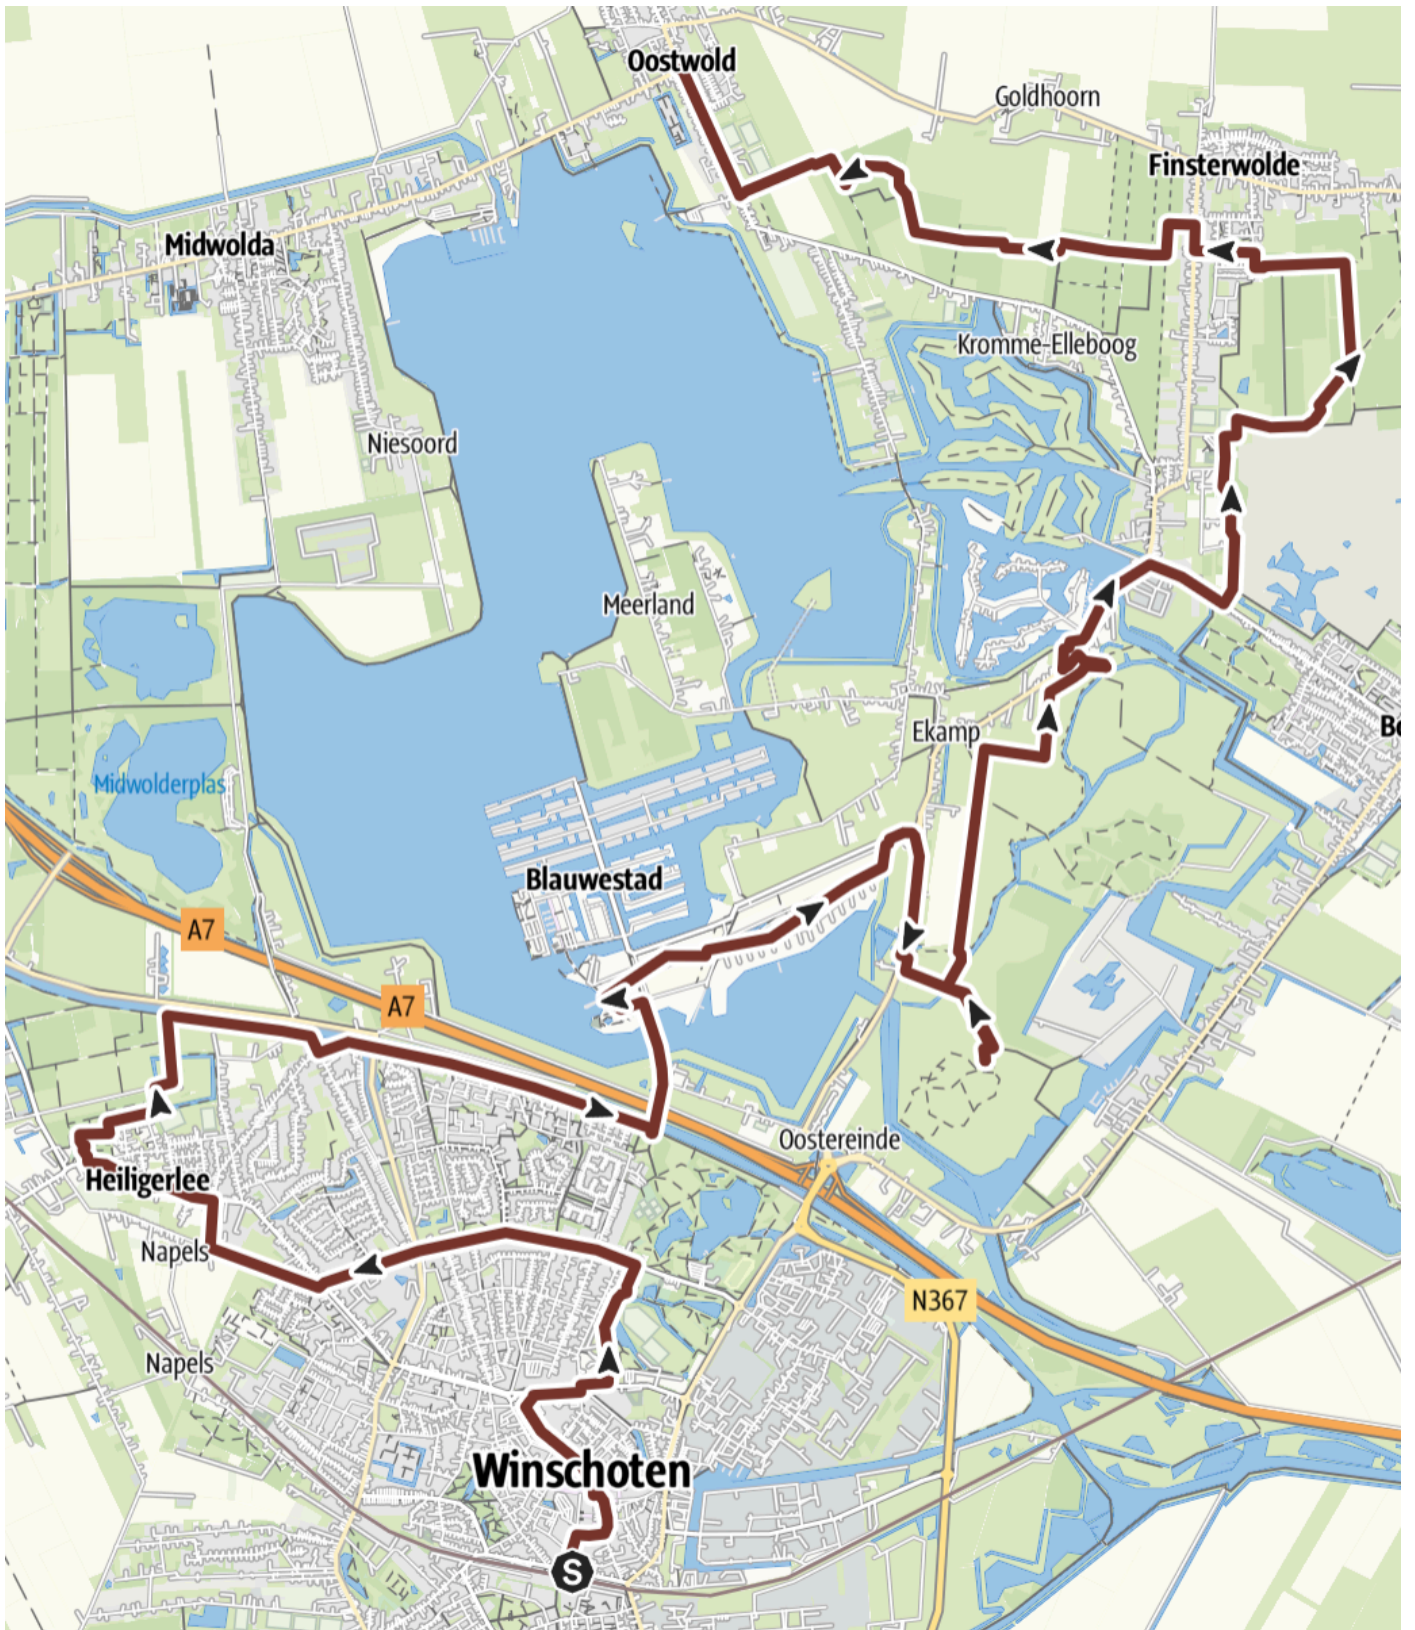 Oostwold
Goldhoorn
Finsterwolde
Midwolda
Kromme-Elleboog
Niesoord
Meerland
Ekamp
Be
Midwolderplas
Blauwestad
A7
A7
Oostereinde
Heiligerlee
Napels
N367
Napels
Winschoten
S